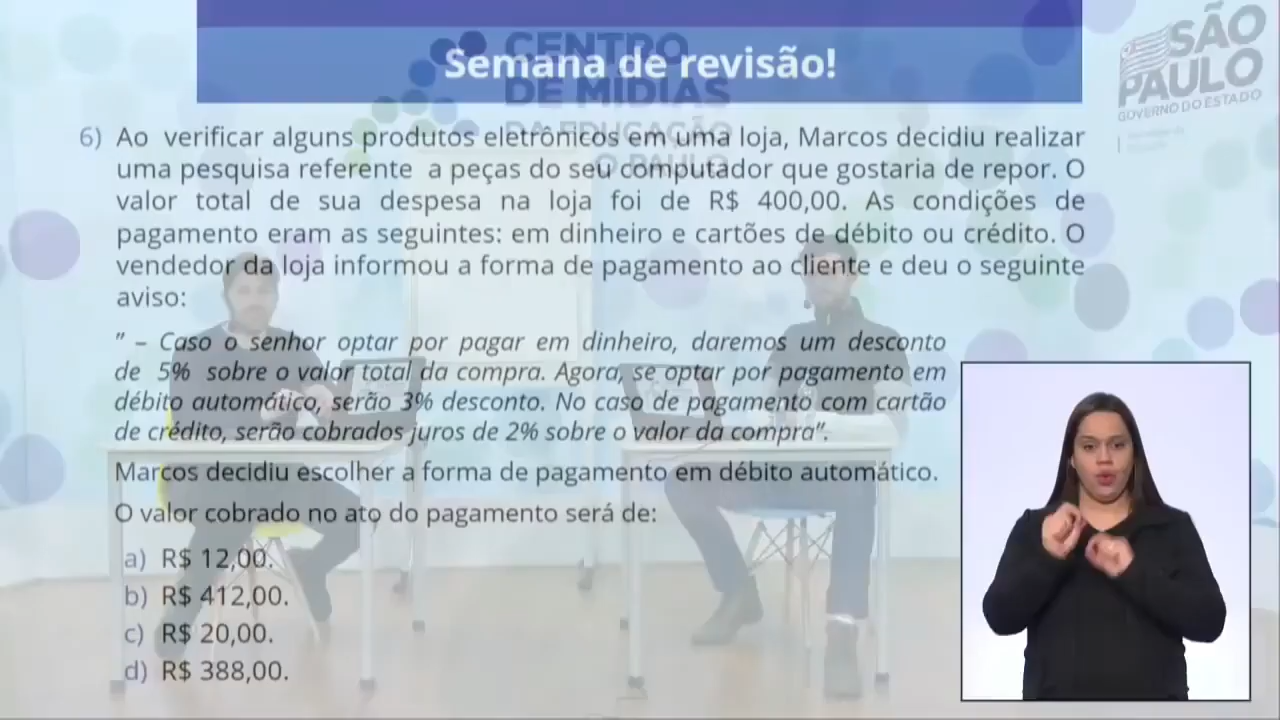 Semana de revisão!
CENTRO
DE MÍDIAS
DA EDUCAÇÃO
O PAULO
SÃO
PAULO
GOVERNO DO ESTADO
6) Ao verificar alguns produtos eletrônicos em uma loja, Marcos decidiu realizar
uma pesquisa referente a peças do seu computador que gostaria de repor. O
valor total de sua despesa na loja foi de R$ 400,00. As condições de
pagamento eram as seguintes: em dinheiro e cartões de débito ou crédito. O
vendedor da loja informou a forma de pagamento ao cliente e deu o seguinte
aviso:
” – Caso o senhor optar por pagar em dinheiro, daremos um desconto
de 5% sobre o valor total da compra. Agora, se optar por pagamento em
débito automático, serão 3% desconto. No caso de pagamento com cartão
de crédito, serão cobrados juros de 2% sobre o valor da compra”.
Marcos decidiu escolher a forma de pagamento em débito automático.
O valor cobrado no ato do pagamento será de:
a) R$ 12,00.
b) R$ 412,00.
c) R$ 20,00.
d) R$ 388,00.